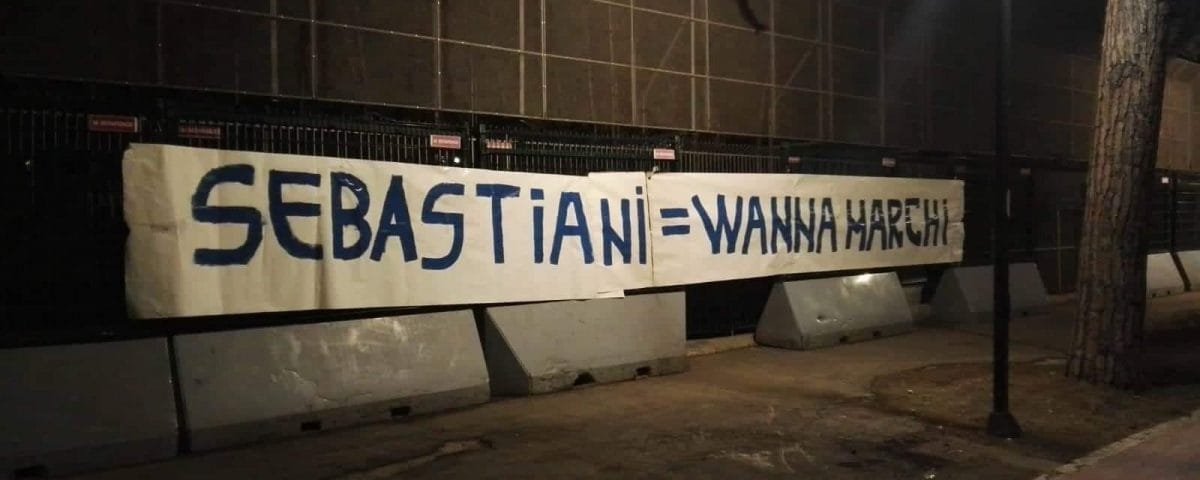 SEBASTiANi = WANNA MARCHi